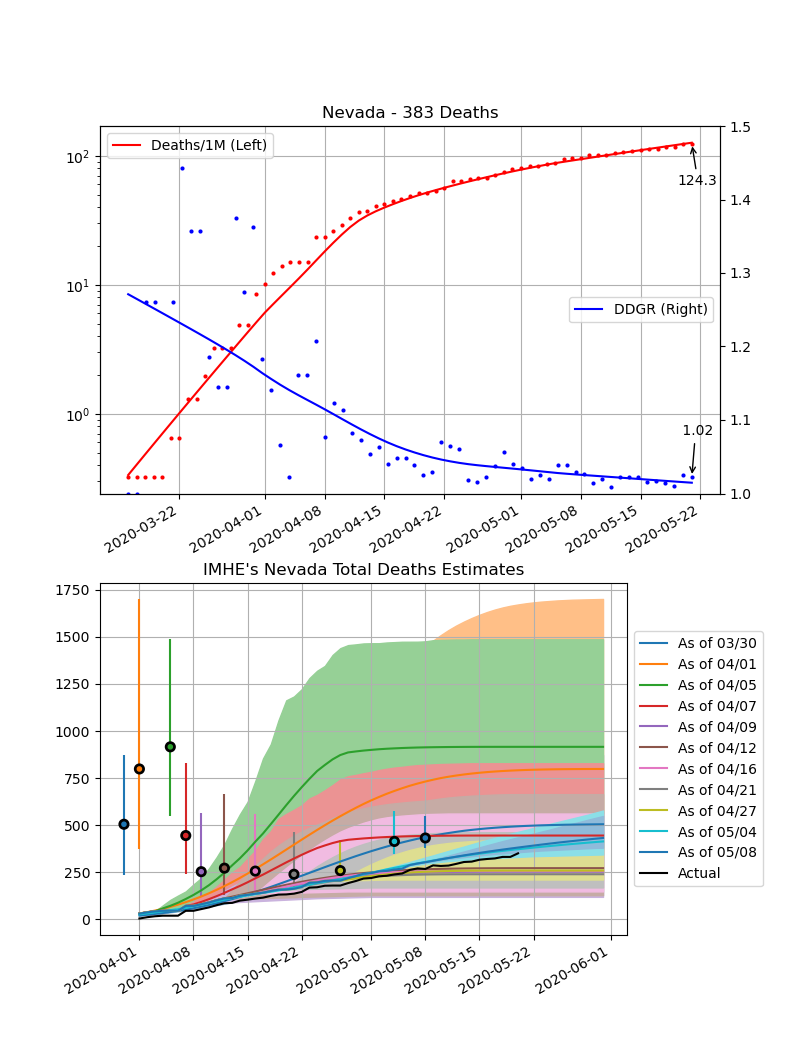 Nevada - 383 Deaths
Deaths/1M (Left)
DDGR (Right)
124.3
1.02
10²
10¹
10⁰
1.5
1.4
1.3
1.2
1.1
1.0
2020-03-22
2020-04-01
2020-04-08
2020-04-15
2020-04-22
2020-05-01
2020-05-08
2020-05-15
2020-05-22
IMHE's Nevada Total Deaths Estimates
1750
1500
1250
1000
750
500
250
0
2020-04-01
2020-04-08
2020-04-15
2020-04-22
2020-05-01
2020-05-08
2020-05-15
2020-05-22
2020-06-01
As of 03/30
As of 04/01
As of 04/05
As of 04/07
As of 04/09
As of 04/12
As of 04/16
As of 04/21
As of 04/27
As of 05/04
As of 05/08
Actual